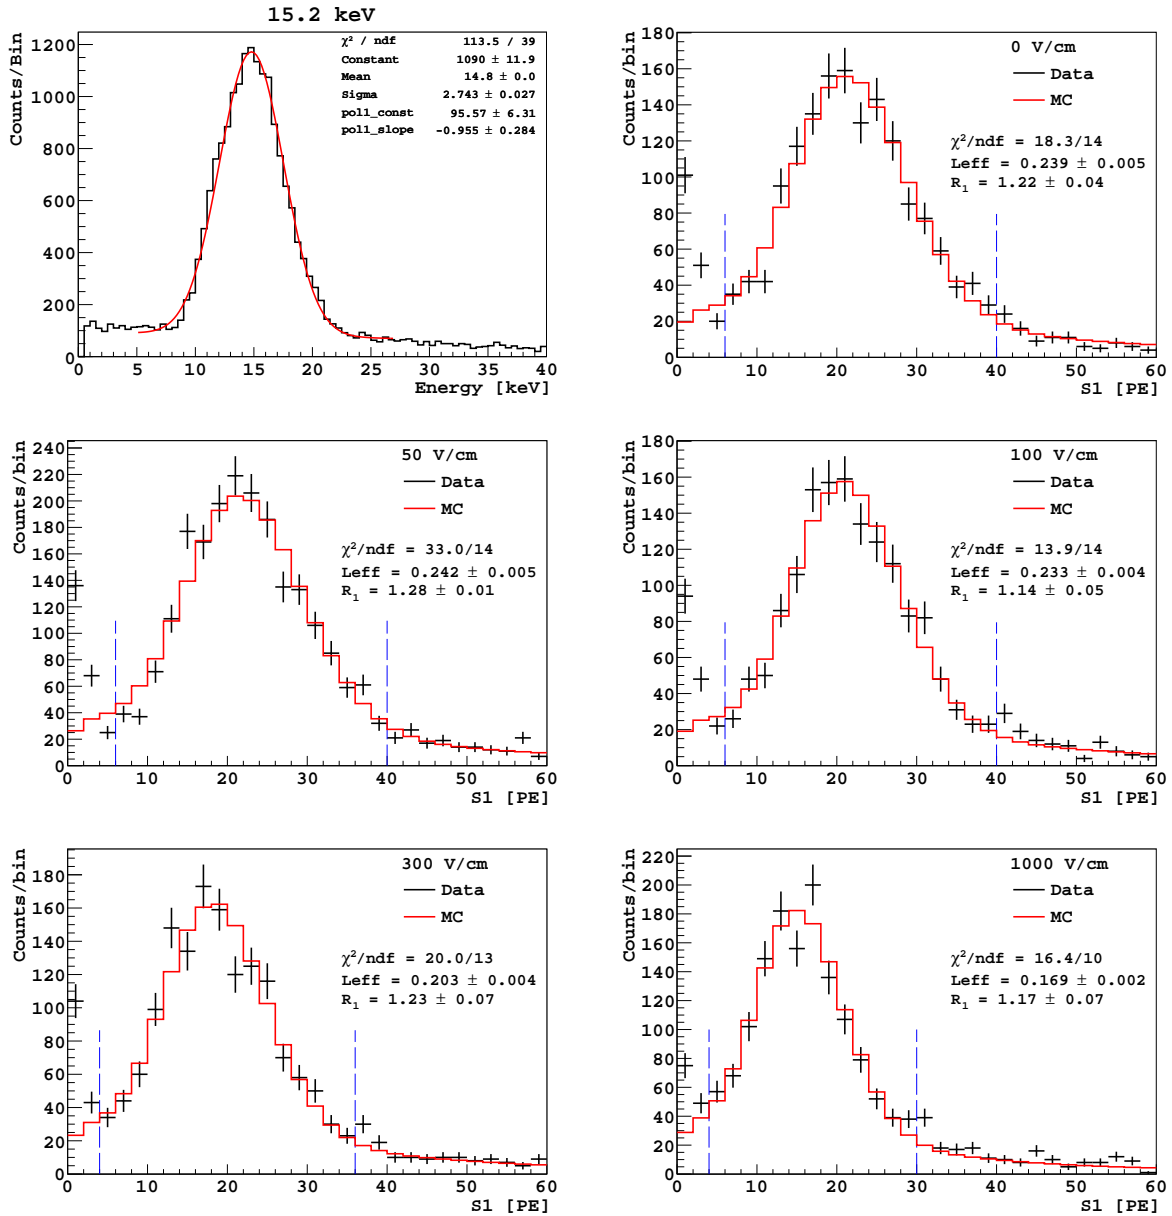 15.2 keV
Counts/Bin
1200
1000
800
600
400
200
0
0 5 10 15 20 25 30 35 40
Energy [keV]
χ² / ndf 113.5 / 39
Constant 1090 ± 11.9
Mean 14.8 ± 0.0
Sigma 2.743 ± 0.027
pol1_const 95.57 ± 6.31
pol1_slope -0.955 ± 0.284
Counts/bin
180
160
140
120
100
80
60
40
20
0
0 10 20 30 40 50 60
S1 [PE]
0 V/cm
Data
MC
χ²/ndf = 18.3/14
Leff = 0.239 ± 0.005
R₁ = 1.22 ± 0.04
Counts/bin
240
220
200
180
160
140
120
100
80
60
40
20
0
0 10 20 30 40 50 60
S1 [PE]
50 V/cm
Data
MC
χ²/ndf = 33.0/14
Leff = 0.242 ± 0.005
R₁ = 1.28 ± 0.01
Counts/bin
180
160
140
120
100
80
60
40
20
0
0 10 20 30 40 50 60
S1 [PE]
100 V/cm
Data
MC
χ²/ndf = 13.9/14
Leff = 0.233 ± 0.004
R₁ = 1.14 ± 0.05
Counts/bin
180
160
140
120
100
80
60
40
20
0
0 10 20 30 40 50 60
S1 [PE]
300 V/cm
Data
MC
χ²/ndf = 20.0/13
Leff = 0.203 ± 0.004
R₁ = 1.23 ± 0.07
Counts/bin
220
200
180
160
140
120
100
80
60
40
20
0
0 10 20 30 40 50 60
S1 [PE]
1000 V/cm
Data
MC
χ²/ndf = 16.4/10
Leff = 0.169 ± 0.002
R₁ = 1.17 ± 0.07